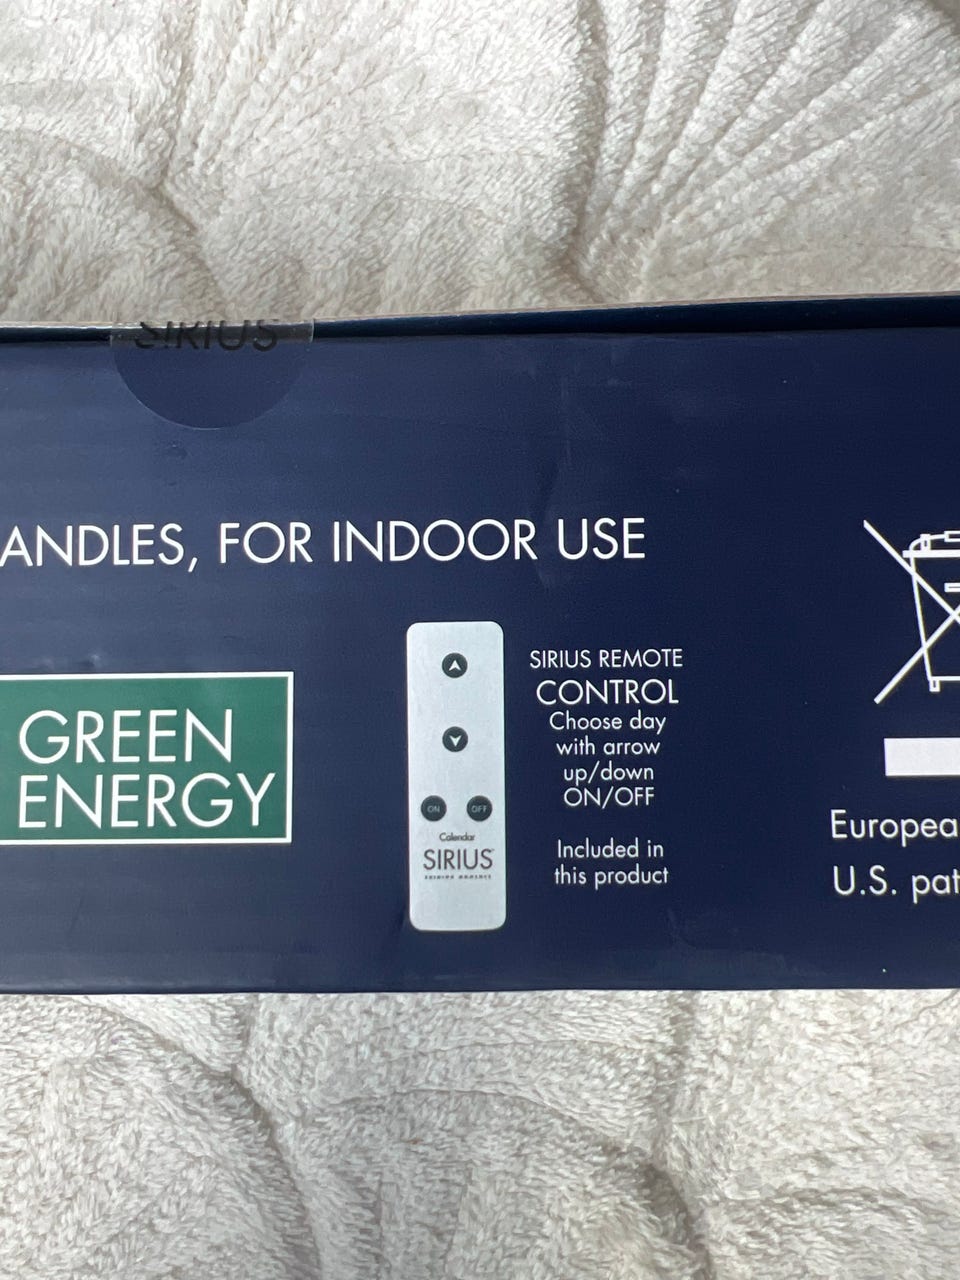 SIRIUS
ANDLES, FOR INDOOR USE
GREEN
ENERGY
ON OFF
Calendar
SIRIUS
SIRIUS REMOTE
CONTROL
Choose day
with arrow
up/down
ON/OFF
Included in
this product
Europea
U.S. pat